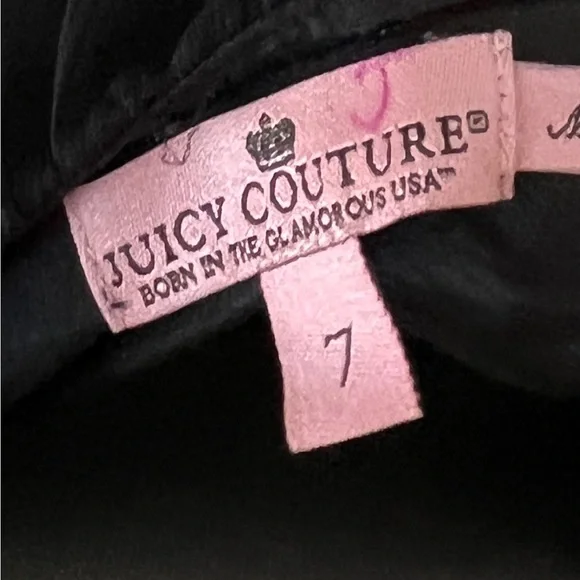 J
JUICY COUTURE
BORN IN THE GLAMOROUS USA™
7